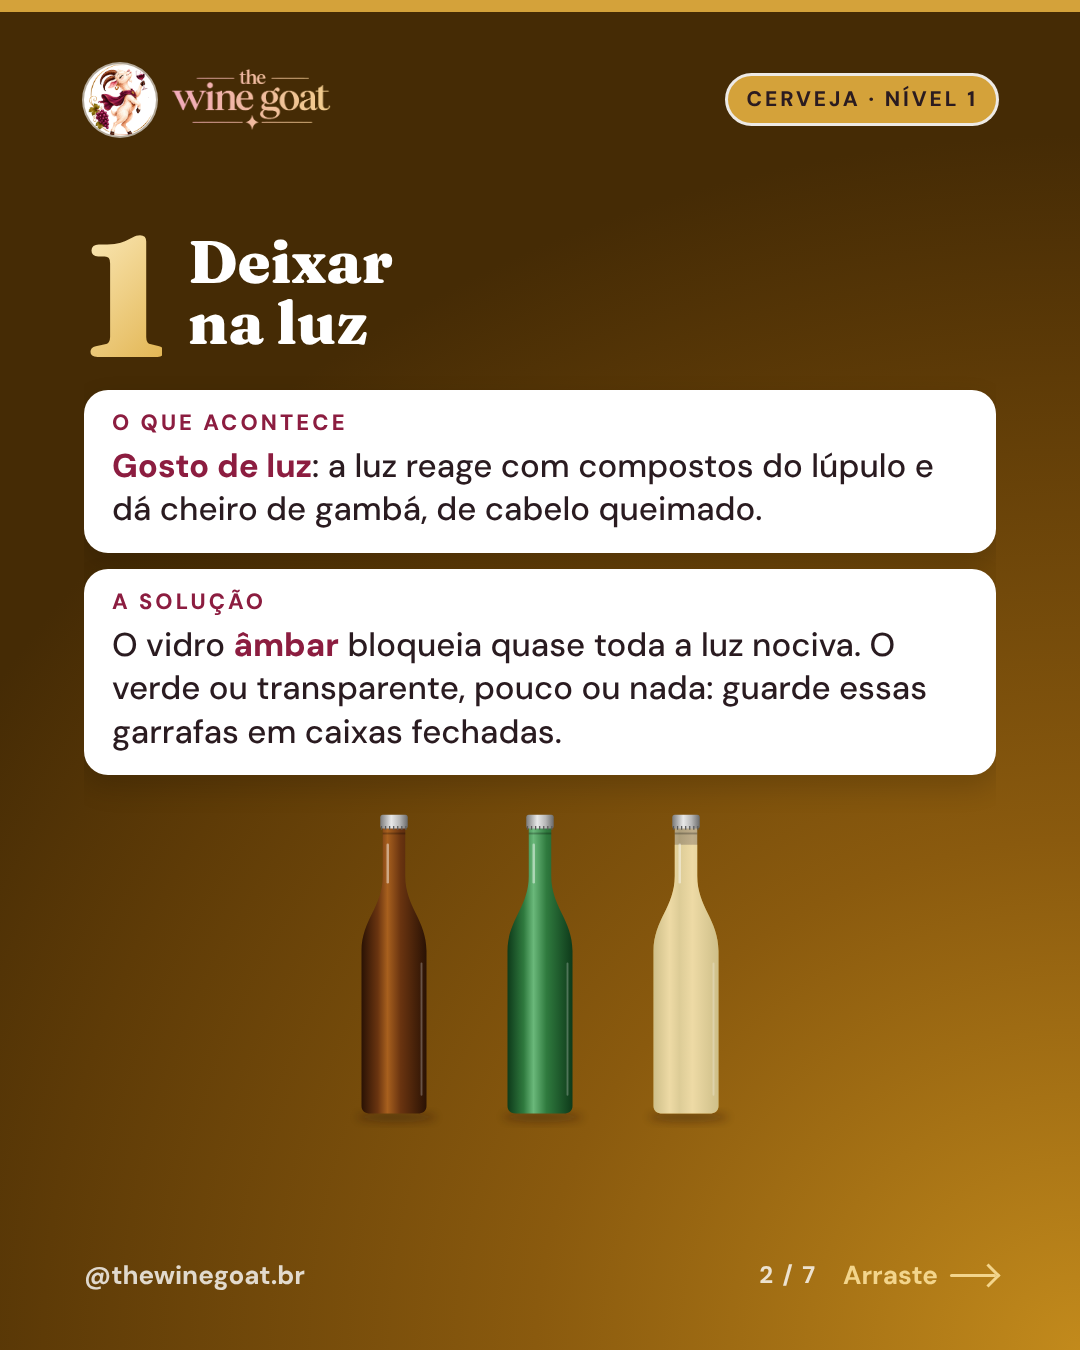 the
wine goat
CERVEJA · NÍVEL 1
1
Deixar
na luz
O QUE ACONTECE
Gosto de luz: a luz reage com compostos do lúpulo e
dá cheiro de gambá, de cabelo queimado.
A SOLUÇÃO
O vidro âmbar bloqueia quase toda a luz nociva. O
verde ou transparente, pouco ou nada: guarde essas
garrafas em caixas fechadas.
@thewinegoat.br
2 / 7
Arraste